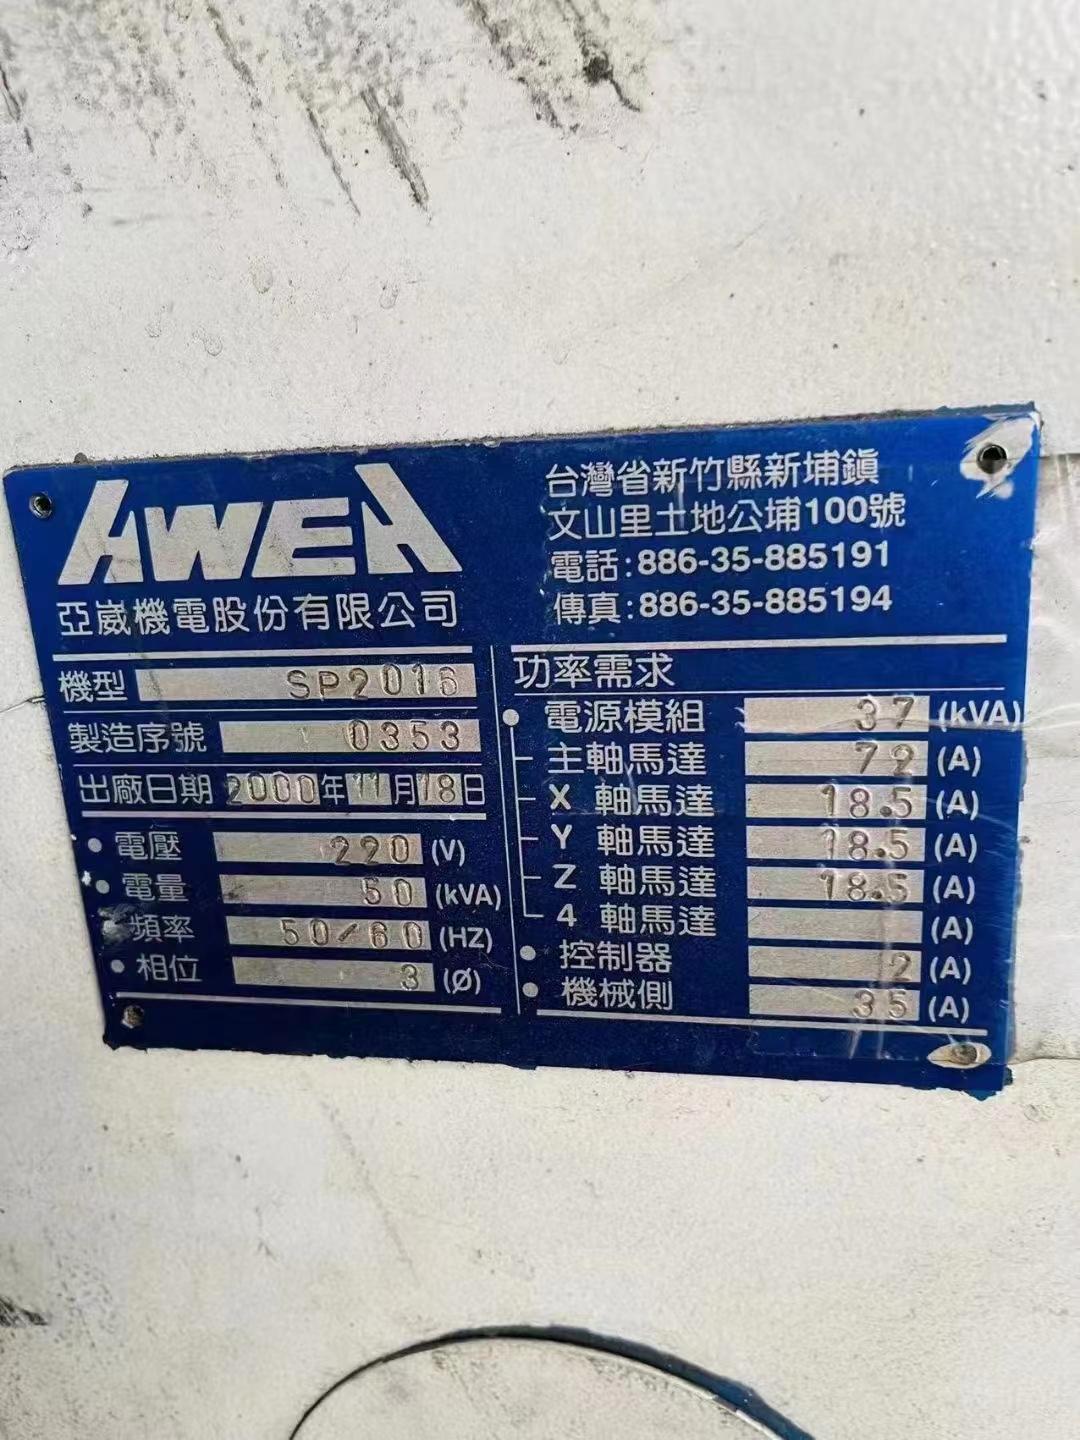 AWEA
亞崴機電股份有限公司
台灣省新竹縣新埔鎮
文山里土地公埔100號
電話:886-35-885191
傳真:886-35-885194
機型 SP2016
製造序號 0353
出廠日期 2000年11月18日
電壓 220 (V)
電量 50 (kVA)
頻率 50/60 (HZ)
相位 3 (Ø)
功率需求
電源模組 37 (kVA)
主軸馬達 72 (A)
X 軸馬達 18.5 (A)
Y 軸馬達 18.5 (A)
Z 軸馬達 18.5 (A)
4 軸馬達 (A)
控制器 2 (A)
機械側 35 (A)